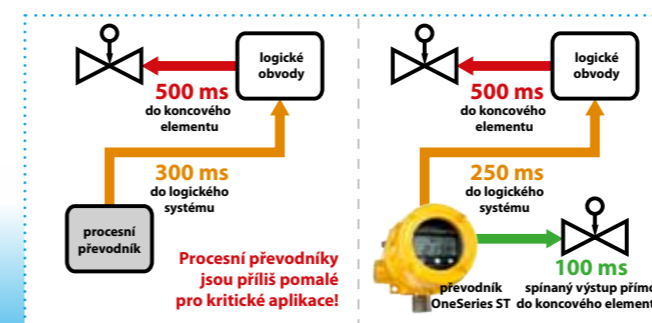 logické
obvody
500 ms
do koncového
elementu
300 ms
do logického
systému
procesní
převodník
Procesní převodníky
jsou příliš pomalé
pro kritické aplikace!
logické
obvody
500 ms
do koncového
elementu
250 ms
do logického
systému
100 ms
převodník
OneSeries ST
spínaný výstup přímo
do koncového element